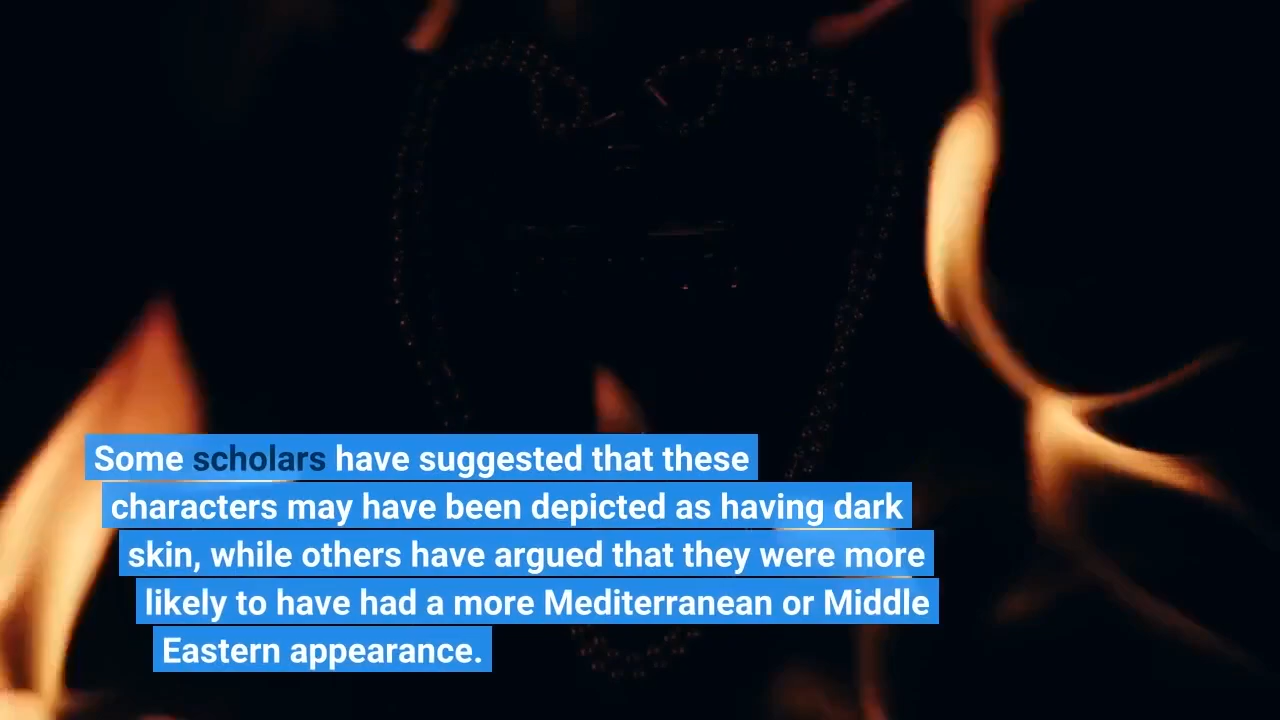 Some scholars have suggested that these
characters may have been depicted as having dark
skin, while others have argued that they were more
likely to have had a more Mediterranean or Middle
Eastern appearance.